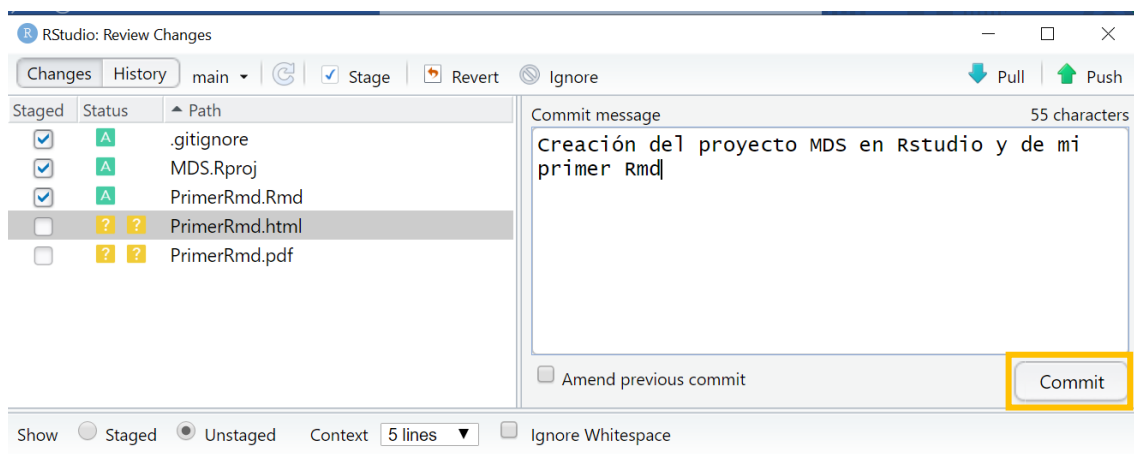 R RStudio: Review Changes
Changes History main Stage Revert Ignore Pull Push
Staged Status Path
A .gitignore
A MDS.Rproj
A PrimerRmd.Rmd
? ? PrimerRmd.html
? ? PrimerRmd.pdf
Commit message 55 characters
Creación del proyecto MDS en Rstudio y de mi
primer Rmd
Amend previous commit Commit
Show Staged Unstaged Context 5 lines Ignore Whitespace